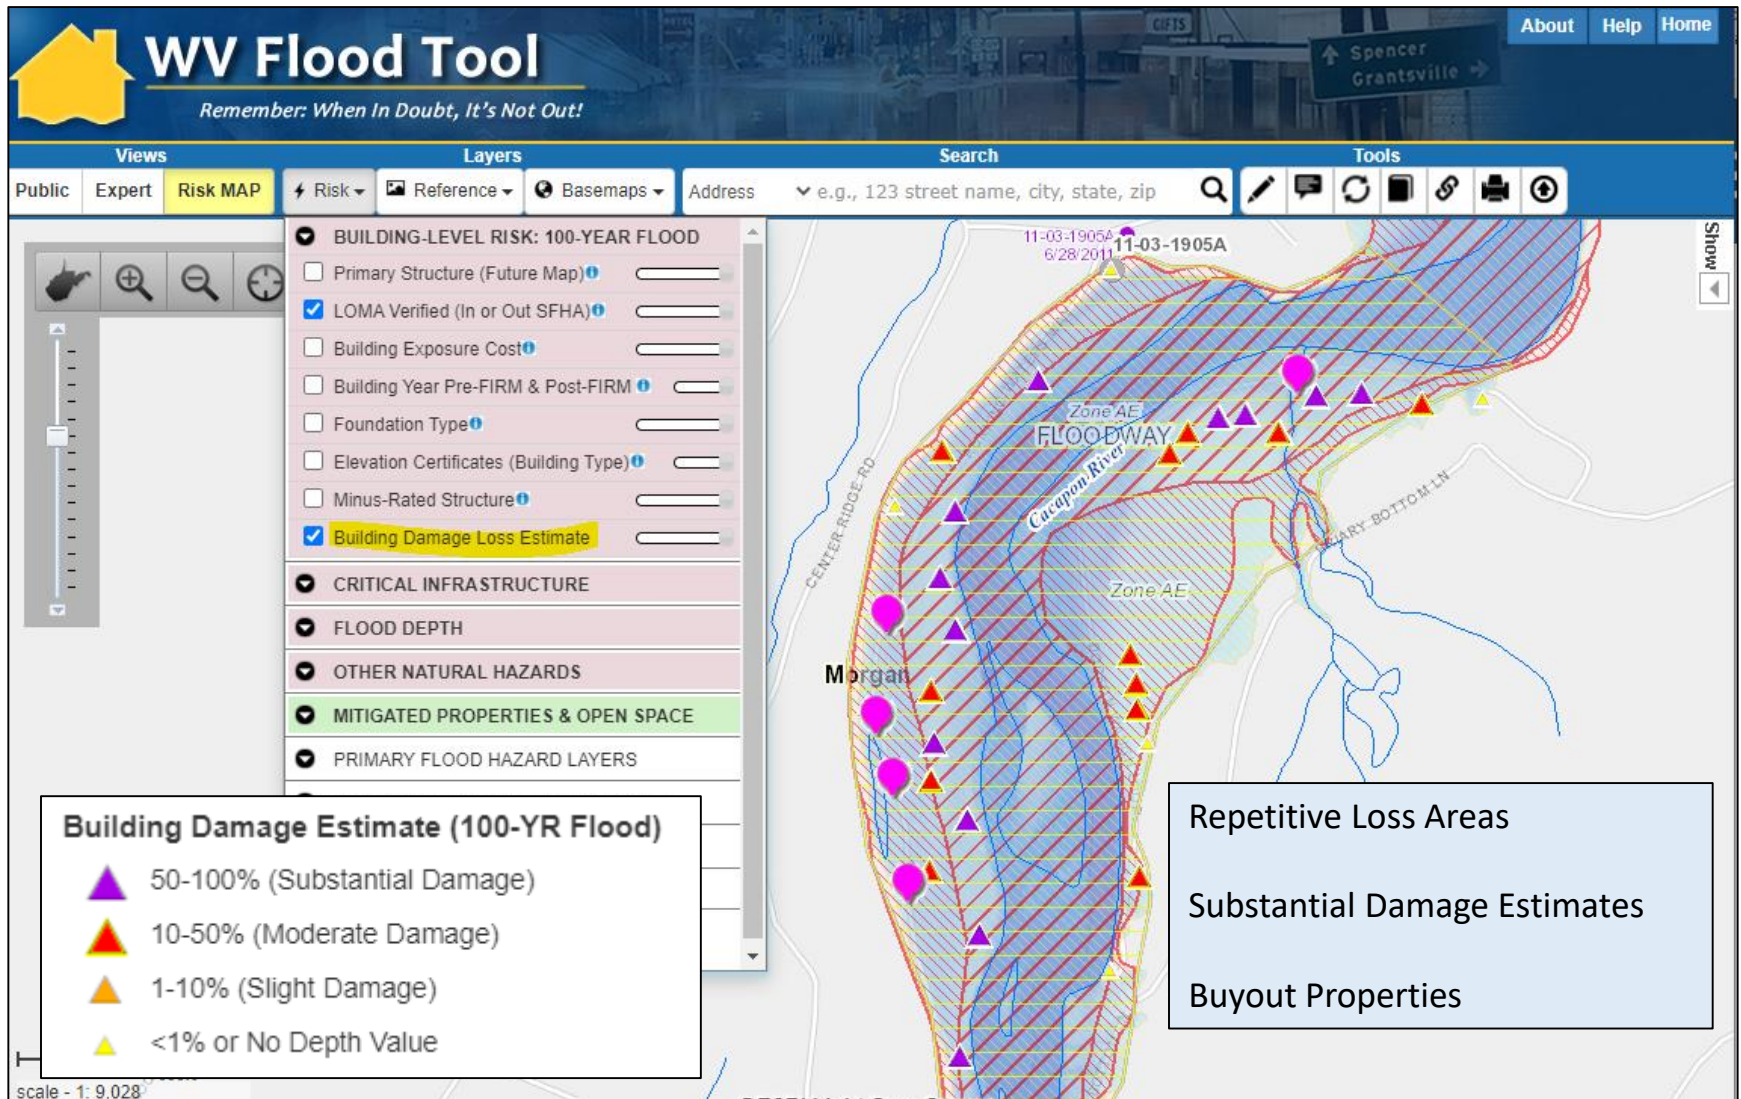 About Help Home
GIFTS
Spencer
Grantsville
WV Flood Tool
Remember: When In Doubt, It's Not Out!
Views Layers Search Tools
Public Expert Risk MAP Risk Reference Basemaps Address e.g., 123 street name, city, state, zip
Show
BUILDING-LEVEL RISK: 100-YEAR FLOOD
Primary Structure (Future Map)
LOMA Verified (In or Out SFHA)
Building Exposure Cost
Building Year Pre-FIRM & Post-FIRM
Foundation Type
Elevation Certificates (Building Type)
Minus-Rated Structure
Building Damage Loss Estimate
CRITICAL INFRASTRUCTURE
FLOOD DEPTH
OTHER NATURAL HAZARDS
MITIGATED PROPERTIES & OPEN SPACE
PRIMARY FLOOD HAZARD LAYERS
11-03-1905A
6/28/2011
11-03-1905A
Zone AE
FLOODWAY
Cacapon River
CENTER RIDGE RD
BOTTOM LN
Zone AE
Morgan
Building Damage Estimate (100-YR Flood)
50-100% (Substantial Damage)
10-50% (Moderate Damage)
1-10% (Slight Damage)
<1% or No Depth Value
Repetitive Loss Areas
Substantial Damage Estimates
Buyout Properties
scale - 1: 9,028